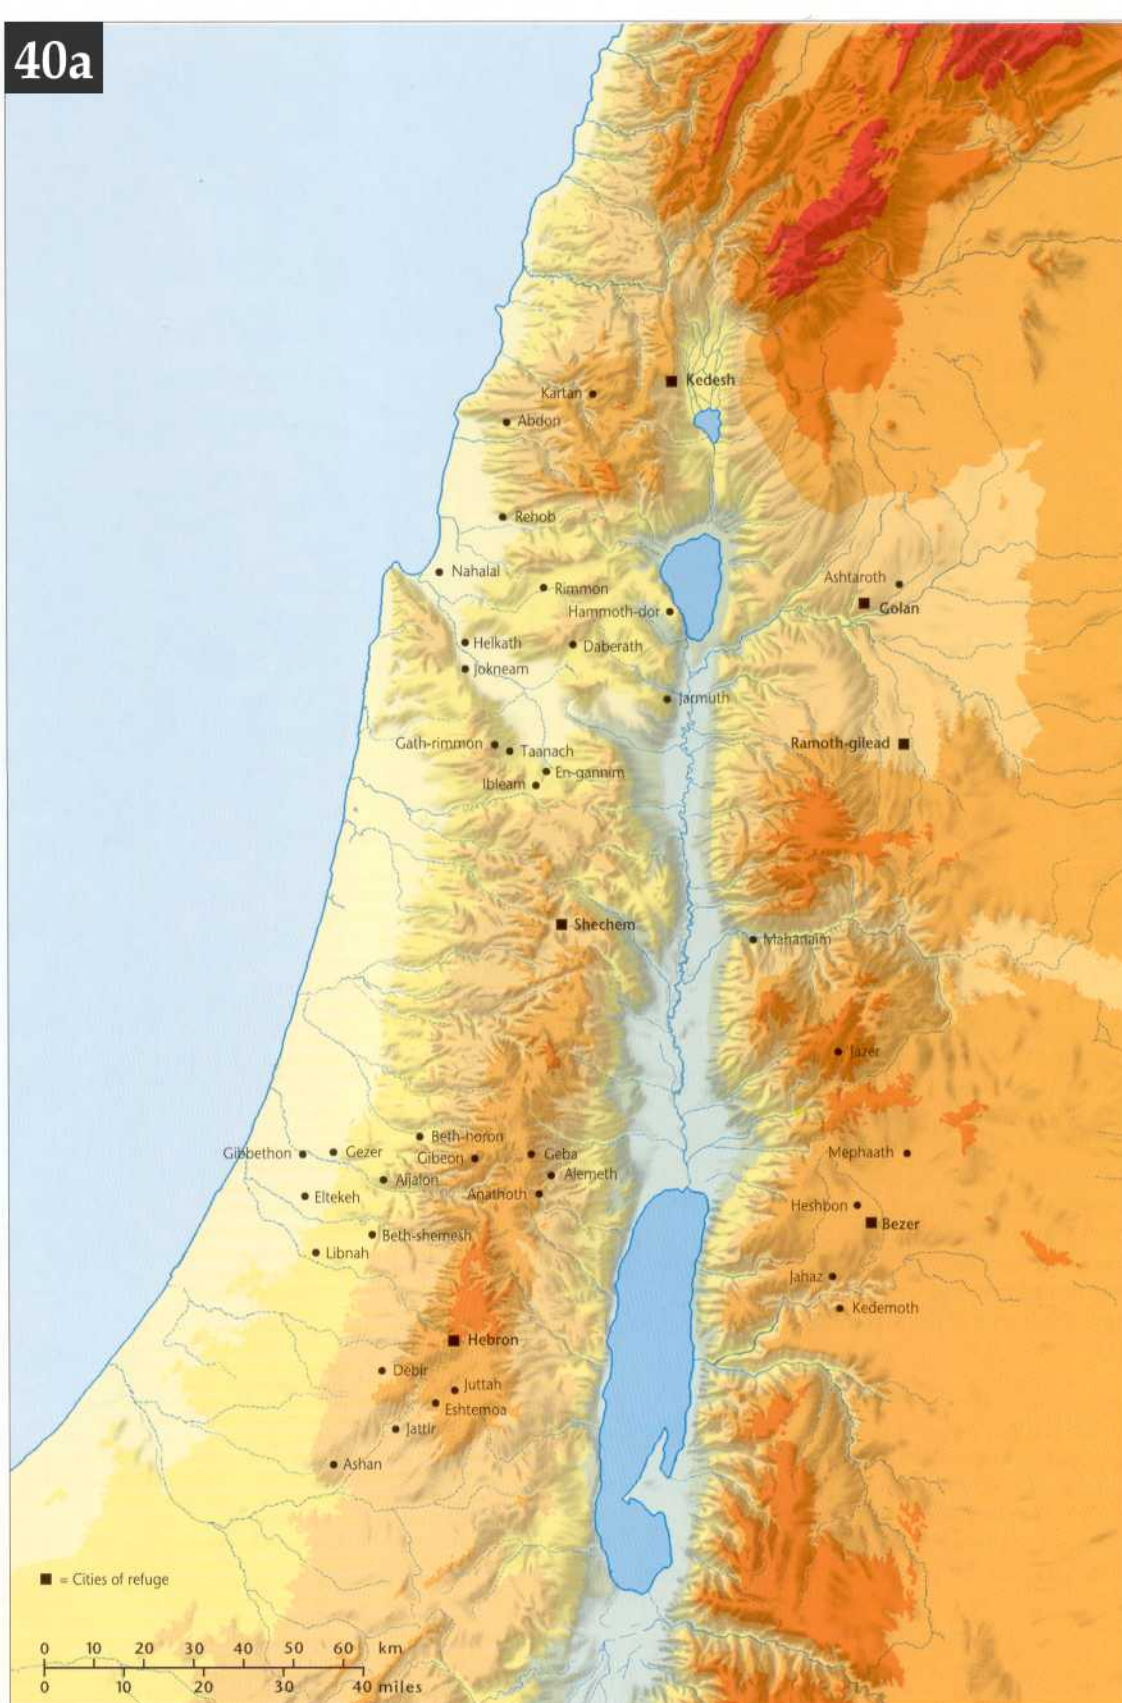 40a
Kedesh
Kartan
Abdon
Rehob
Nahalal
Rimmon
Ashtaroth
Golan
Hammoth-dor
Helkath
Daberath
Jokneam
Jarmuth
Gath-rimmon
Taanach
Ramoth-gilead
En-gannim
Ibleam
Shechem
Mahanaim
Jazer
Beth-horon
Gibbethon
Gezer
Gibeon
Geba
Mephaath
Aijalon
Alemeth
Anathoth
Eltekeh
Heshbon
Bezer
Beth-shemesh
Libnah
Jahaz
Kedemoth
Hebron
Debir
Juttah
Eshtemoa
Jattir
Ashan
= Cities of refuge
0 10 20 30 40 50 60 km
0 10 20 30 40 miles